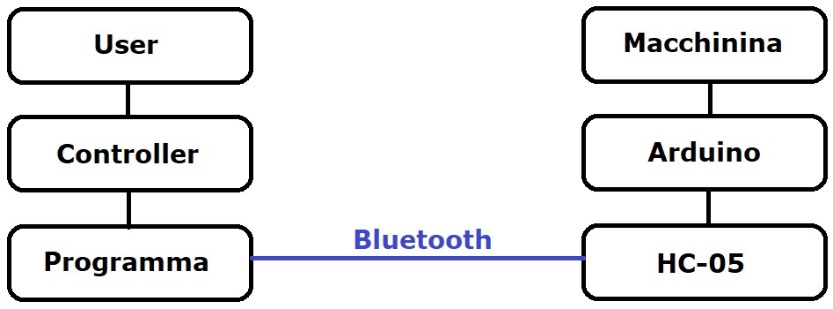 User
Macchinina
Controller
Arduino
Bluetooth
Programma
HC-05